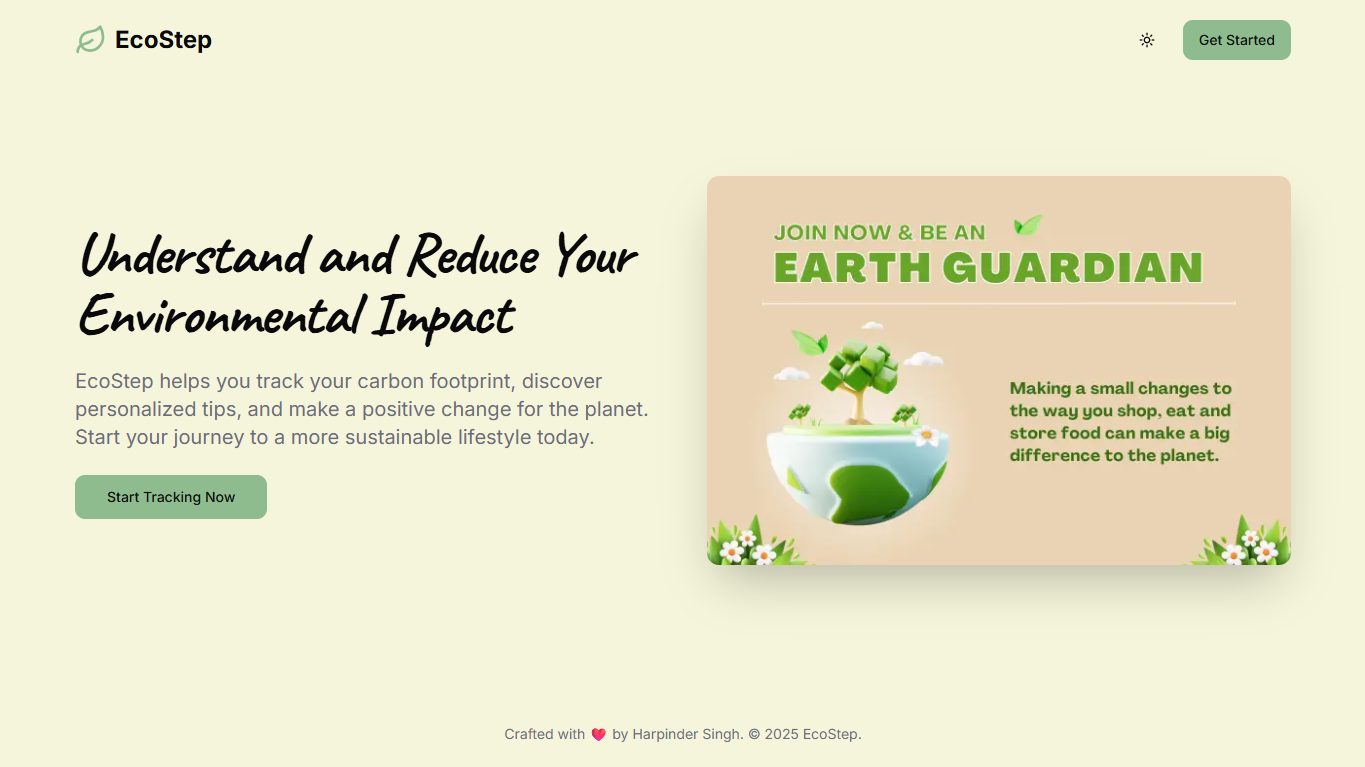 EcoStep
Get Started
Understand and Reduce Your
Environmental Impact
EcoStep helps you track your carbon footprint, discover
personalized tips, and make a positive change for the planet.
Start your journey to a more sustainable lifestyle today.
Start Tracking Now
JOIN NOW & BE AN
EARTH GUARDIAN
Making a small changes to
the way you shop, eat and
store food can make a big
difference to the planet.
Crafted with ❤️ by Harpinder Singh. © 2025 EcoStep.